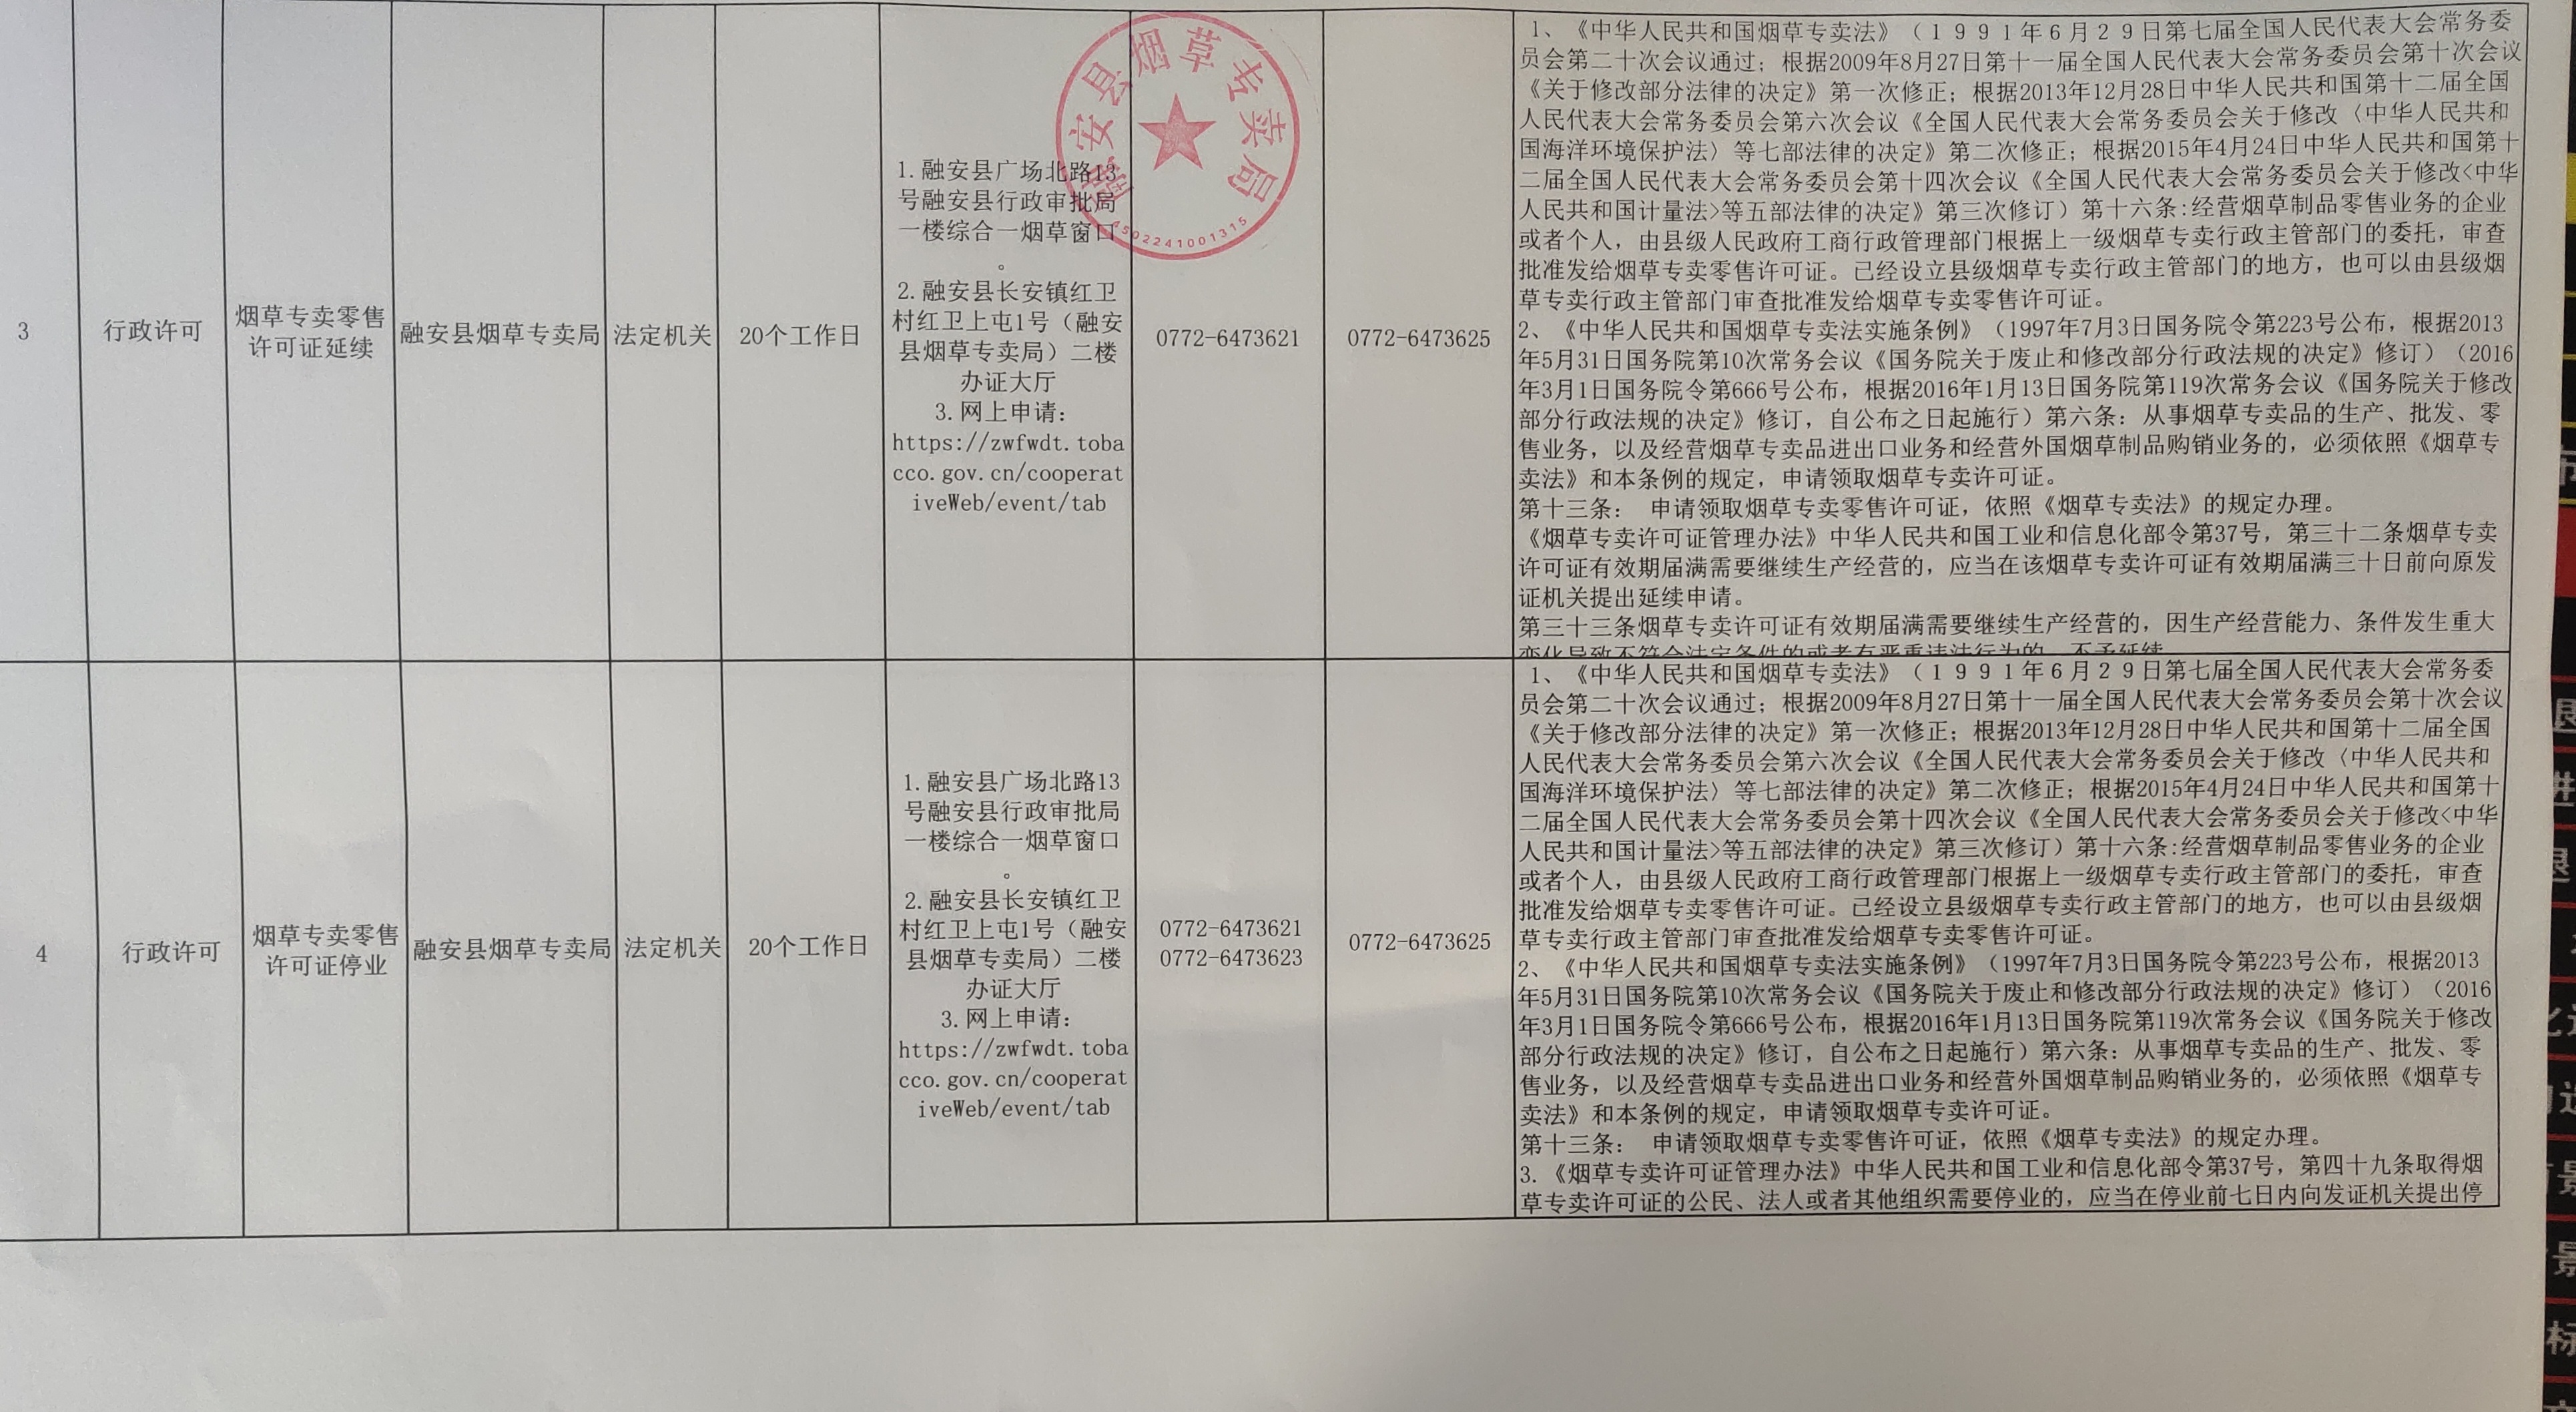 3
行政许可
烟草专卖零售
许可证延续
融安县烟草专卖局
法定机关
20个工作日
1.融安县广场北路13
号融安县行政审批局
一楼综合一烟草窗口
。
2.融安县长安镇红卫
村红卫上屯1号（融安
县烟草专卖局）二楼
办证大厅
3.网上申请：
https://zwfwdt.toba
cco.gov.cn/cooperat
iveWeb/event/tab
融安县烟草专卖局
4502241001315
0772-6473621
0772-6473625
1、《中华人民共和国烟草专卖法》（１９９１年６月２９日第七届全国人民代表大会常务委
员会第二十次会议通过；根据2009年8月27日第十一届全国人民代表大会常务委员会第十次会议
《关于修改部分法律的决定》第一次修正；根据2013年12月28日中华人民共和国第十二届全国
人民代表大会常务委员会第六次会议《全国人民代表大会常务委员会关于修改〈中华人民共和
国海洋环境保护法〉等七部法律的决定》第二次修正；根据2015年4月24日中华人民共和国第十
二届全国人民代表大会常务委员会第十四次会议《全国人民代表大会常务委员会关于修改<中华
人民共和国计量法>等五部法律的决定》第三次修订）第十六条:经营烟草制品零售业务的企业
或者个人，由县级人民政府工商行政管理部门根据上一级烟草专卖行政主管部门的委托，审查
批准发给烟草专卖零售许可证。已经设立县级烟草专卖行政主管部门的地方，也可以由县级烟
草专卖行政主管部门审查批准发给烟草专卖零售许可证。
2、《中华人民共和国烟草专卖法实施条例》（1997年7月3日国务院令第223号公布，根据2013
年5月31日国务院第10次常务会议《国务院关于废止和修改部分行政法规的决定》修订）（2016
年3月1日国务院令第666号公布，根据2016年1月13日国务院第119次常务会议《国务院关于修改
部分行政法规的决定》修订，自公布之日起施行）第六条：从事烟草专卖品的生产、批发、零
售业务，以及经营烟草专卖品进出口业务和经营外国烟草制品购销业务的，必须依照《烟草专
卖法》和本条例的规定，申请领取烟草专卖许可证。
第十三条： 申请领取烟草专卖零售许可证，依照《烟草专卖法》的规定办理。
《烟草专卖许可证管理办法》中华人民共和国工业和信息化部令第37号，第三十二条烟草专卖
许可证有效期届满需要继续生产经营的，应当在该烟草专卖许可证有效期届满三十日前向原发
证机关提出延续申请。
第三十三条烟草专卖许可证有效期届满需要继续生产经营的，因生产经营能力、条件发生重大
变化导致不符合法定条件的或者有严重违法行为的，不予延续
4
行政许可
烟草专卖零售
许可证停业
融安县烟草专卖局
法定机关
20个工作日
1.融安县广场北路13
号融安县行政审批局
一楼综合一烟草窗口
。
2.融安县长安镇红卫
村红卫上屯1号（融安
县烟草专卖局）二楼
办证大厅
3.网上申请：
https://zwfwdt.toba
cco.gov.cn/cooperat
iveWeb/event/tab
0772-6473621
0772-6473623
0772-6473625
1、《中华人民共和国烟草专卖法》（１９９１年６月２９日第七届全国人民代表大会常务委
员会第二十次会议通过；根据2009年8月27日第十一届全国人民代表大会常务委员会第十次会议
《关于修改部分法律的决定》第一次修正；根据2013年12月28日中华人民共和国第十二届全国
人民代表大会常务委员会第六次会议《全国人民代表大会常务委员会关于修改〈中华人民共和
国海洋环境保护法〉等七部法律的决定》第二次修正；根据2015年4月24日中华人民共和国第十
二届全国人民代表大会常务委员会第十四次会议《全国人民代表大会常务委员会关于修改<中华
人民共和国计量法>等五部法律的决定》第三次修订）第十六条:经营烟草制品零售业务的企业
或者个人，由县级人民政府工商行政管理部门根据上一级烟草专卖行政主管部门的委托，审查
批准发给烟草专卖零售许可证。已经设立县级烟草专卖行政主管部门的地方，也可以由县级烟
草专卖行政主管部门审查批准发给烟草专卖零售许可证。
2、《中华人民共和国烟草专卖法实施条例》（1997年7月3日国务院令第223号公布，根据2013
年5月31日国务院第10次常务会议《国务院关于废止和修改部分行政法规的决定》修订）（2016
年3月1日国务院令第666号公布，根据2016年1月13日国务院第119次常务会议《国务院关于修改
部分行政法规的决定》修订，自公布之日起施行）第六条：从事烟草专卖品的生产、批发、零
售业务，以及经营烟草专卖品进出口业务和经营外国烟草制品购销业务的，必须依照《烟草专
卖法》和本条例的规定，申请领取烟草专卖许可证。
第十三条： 申请领取烟草专卖零售许可证，依照《烟草专卖法》的规定办理。
3.《烟草专卖许可证管理办法》中华人民共和国工业和信息化部令第37号，第四十九条取得烟
草专卖许可证的公民、法人或者其他组织需要停业的，应当在停业前七日内向发证机关提出停